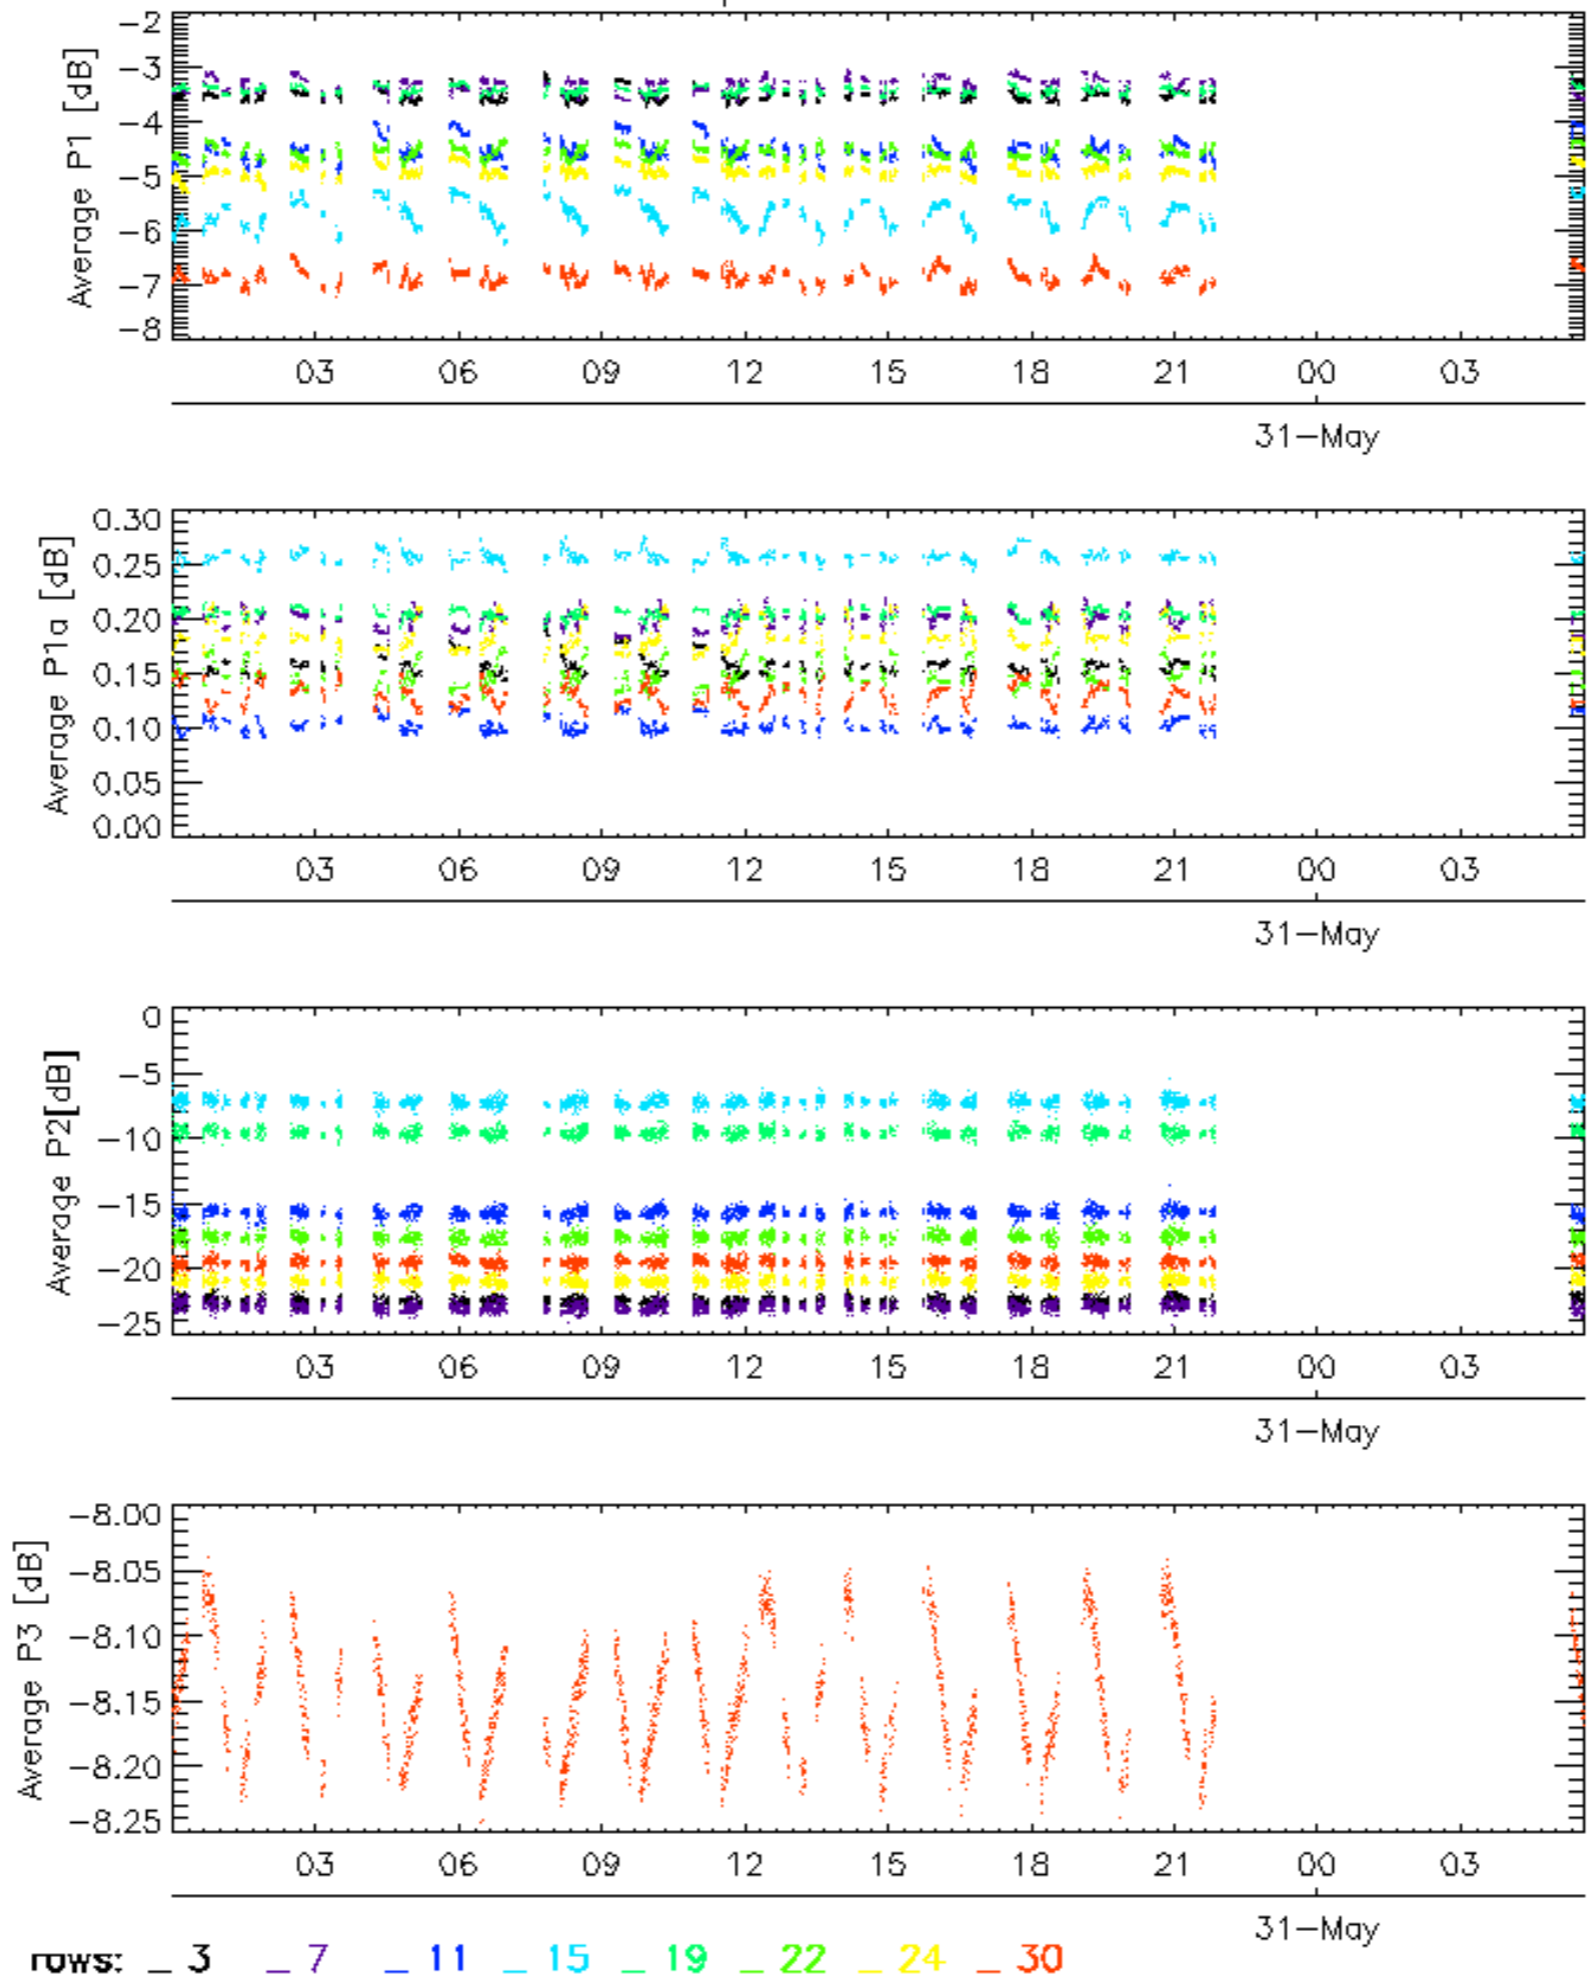 Average P1 [dB]
-2
-3
-4
-5
-6
-7
-8
03 06 09 12 15 18 21 00 03
31-May
Average P1a [dB]
0.30
0.25
0.20
0.15
0.10
0.05
0.00
03 06 09 12 15 18 21 00 03
31-May
Average P2[dB]
0
-5
-10
-15
-20
-25
03 06 09 12 15 18 21 00 03
31-May
Average P3 [dB]
-8.00
-8.05
-8.10
-8.15
-8.20
-8.25
03 06 09 12 15 18 21 00 03
31-May
rows: _ 3 _ 7 _ 11 _ 15 _ 19 _ 22 _ 24 _ 30